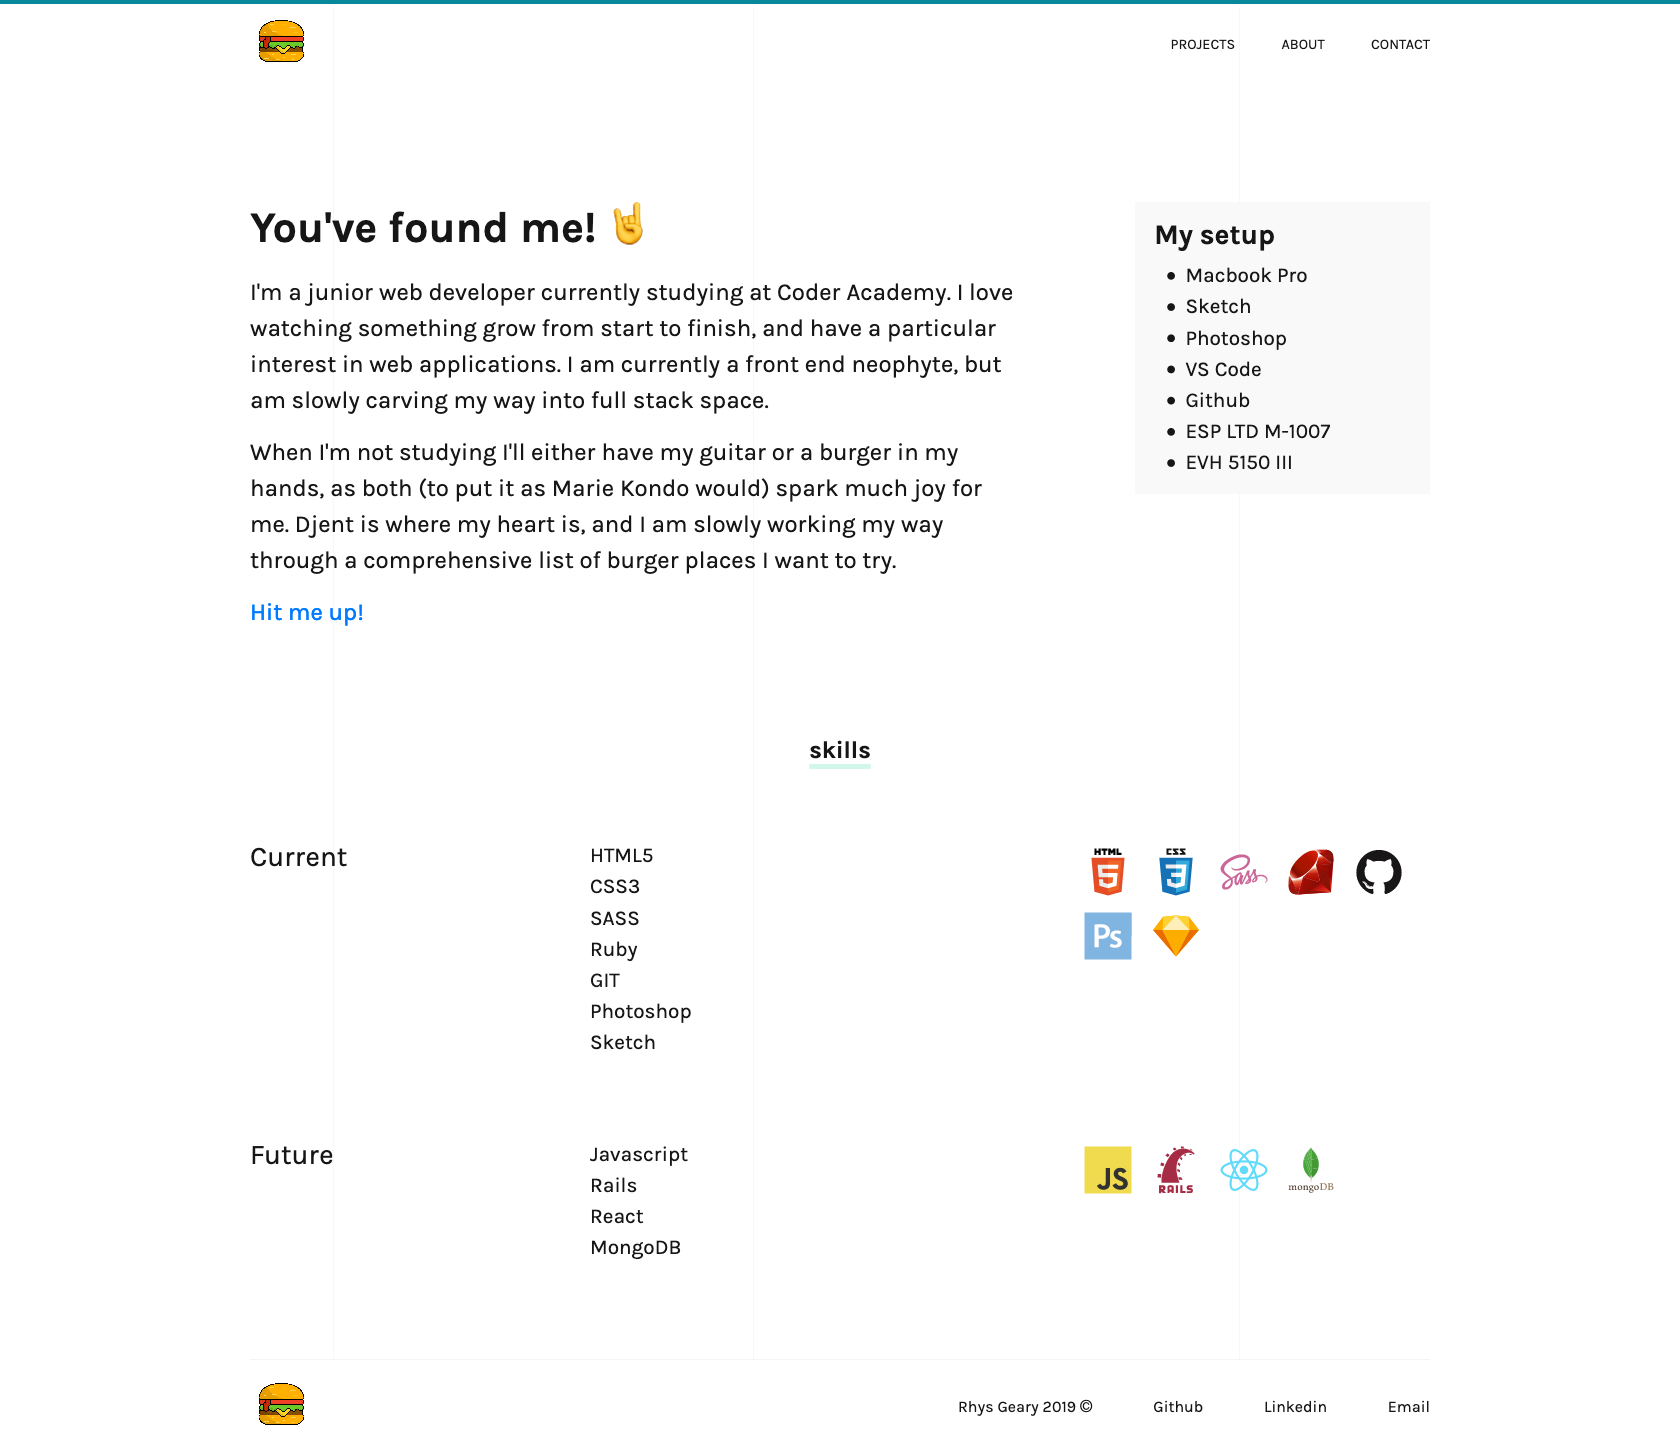 PROJECTS ABOUT CONTACT
You've found me! 🤘
I'm a junior web developer currently studying at Coder Academy. I love
watching something grow from start to finish, and have a particular
interest in web applications. I am currently a front end neophyte, but
am slowly carving my way into full stack space.
When I'm not studying I'll either have my guitar or a burger in my
hands, as both (to put it as Marie Kondo would) spark much joy for
me. Djent is where my heart is, and I am slowly working my way
through a comprehensive list of burger places I want to try.
Hit me up!
My setup
• Macbook Pro
• Sketch
• Photoshop
• VS Code
• Github
• ESP LTD M-1007
• EVH 5150 III
skills
Current
HTML5
CSS3
SASS
Ruby
GIT
Photoshop
Sketch
HTML 5
CSS 3
Sass
Ps
Future
Javascript
Rails
React
MongoDB
JS
RAILS
mongoDB
Rhys Geary 2019 © Github Linkedin Email